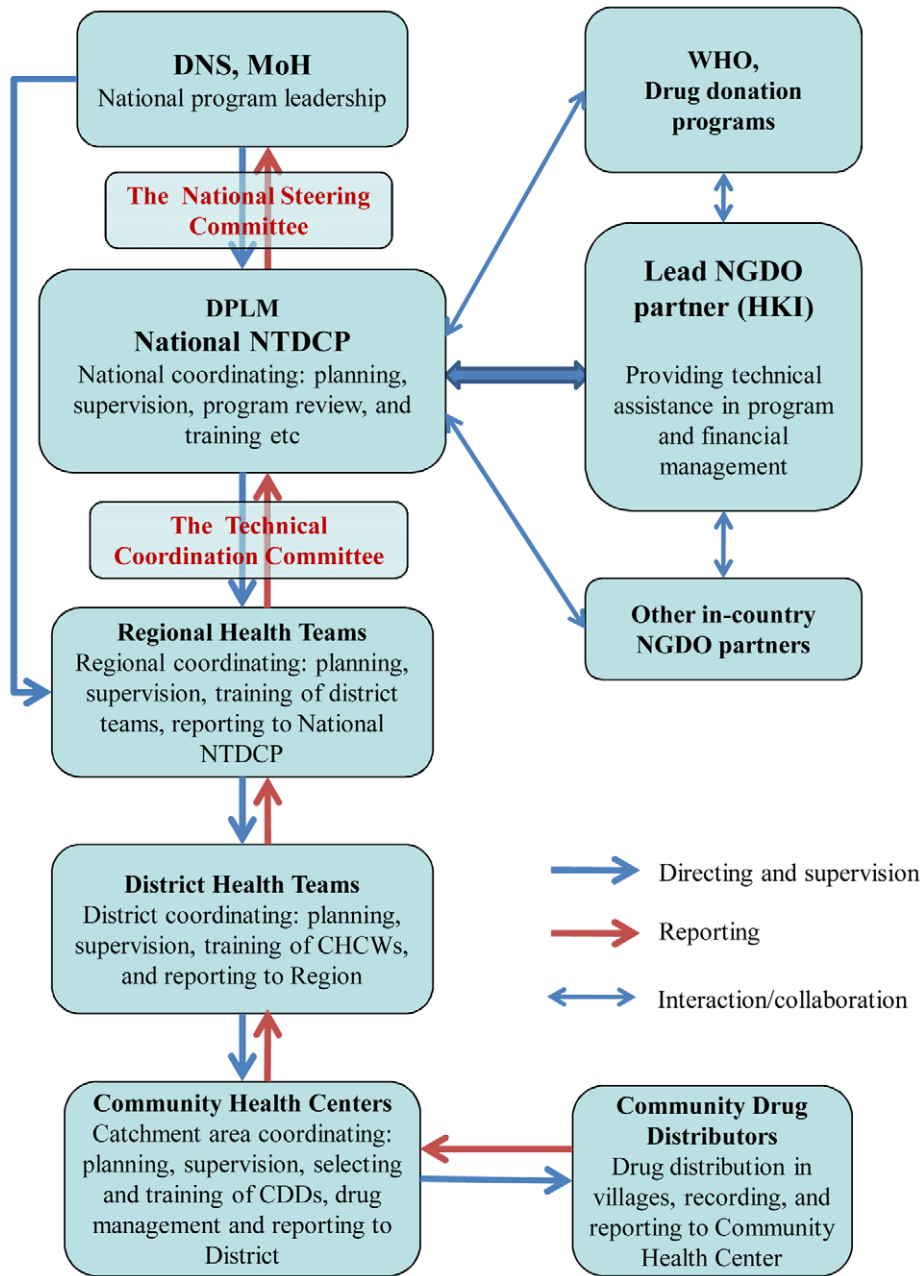 DNS, MoH
National program leadership
The National Steering
Committee
DPLM
National NTDCP
National coordinating: planning,
supervision, program review, and
training etc
The Technical
Coordination Committee
Regional Health Teams
Regional coordinating: planning,
supervision, training of district
teams, reporting to National
NTDCP
District Health Teams
District coordinating: planning,
supervision, training of CHCWs,
and reporting to Region
Community Health Centers
Catchment area coordinating:
planning, supervision, selecting
and training of CDDs, drug
management and reporting to
District
WHO,
Drug donation
programs
Lead NGDO
partner (HKI)
Providing technical
assistance in program
and financial
management
Other in-country
NGDO partners
Directing and supervision
Reporting
Interaction/collaboration
Community Drug
Distributors
Drug distribution in
villages, recording, and
reporting to Community
Health Center